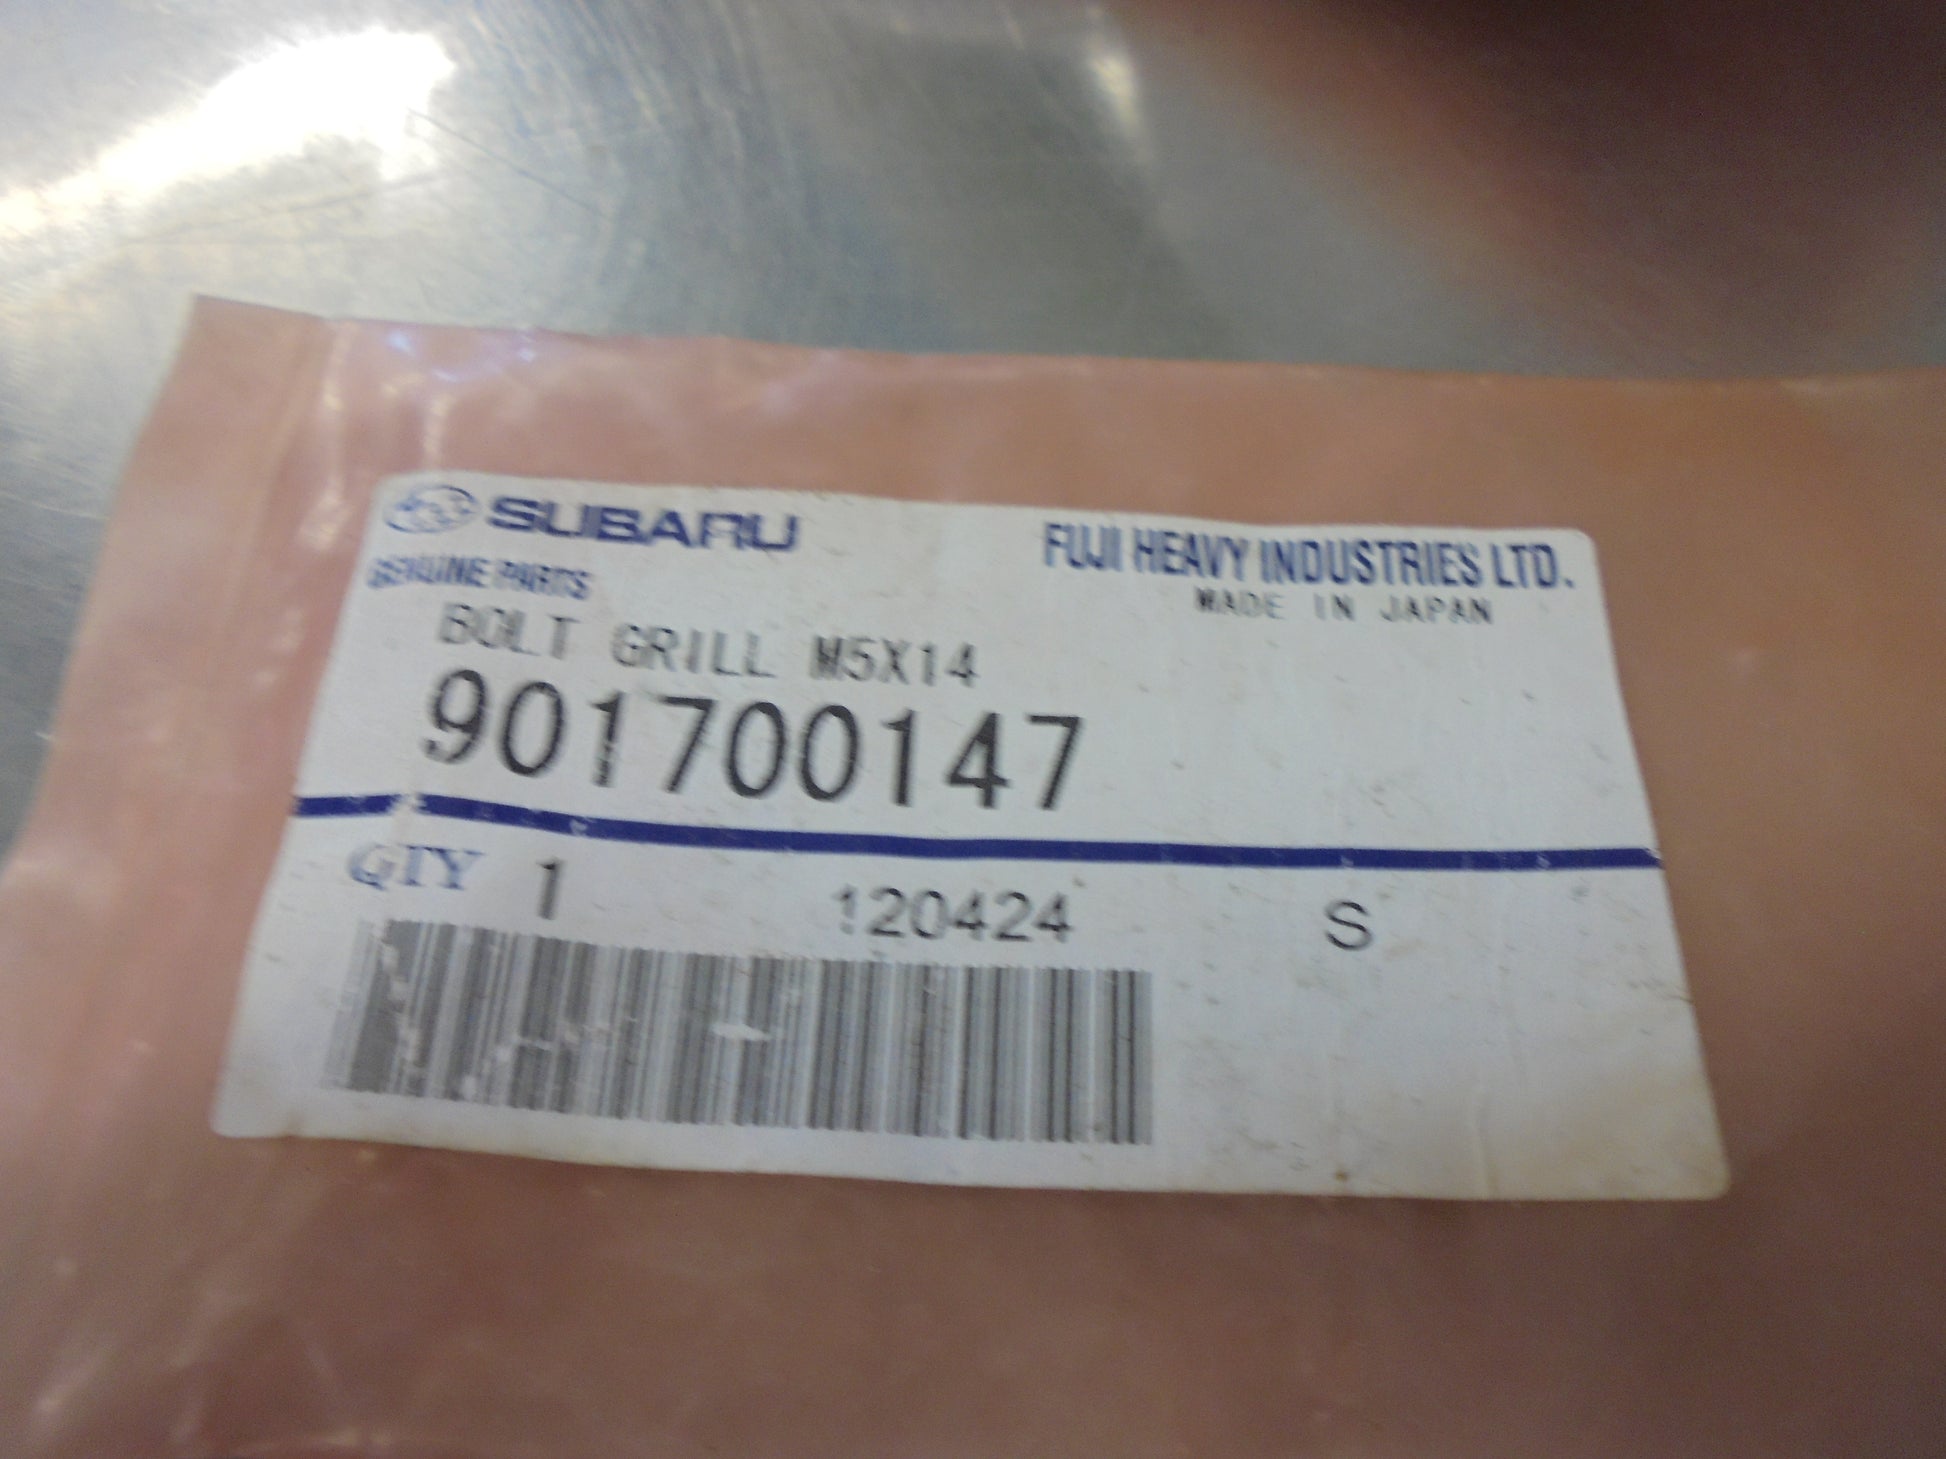 SUBARU
GENUINE PARTS
FUJI HEAVY INDUSTRIES LTD.
MADE IN JAPAN
BOLT GRILL M5X14
901700147
QTY 1 120424 S